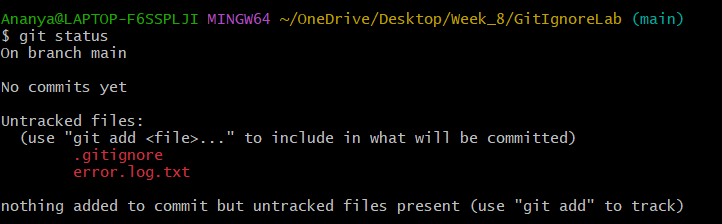 Ananya@LAPTOP-F6SSPLJI MINGW64 ~/OneDrive/Desktop/Week_8/GitIgnoreLab (main)
$ git status
On branch main

No commits yet

Untracked files:
  (use "git add <file>..." to include in what will be committed)
        .gitignore
        error.log.txt

nothing added to commit but untracked files present (use "git add" to track)